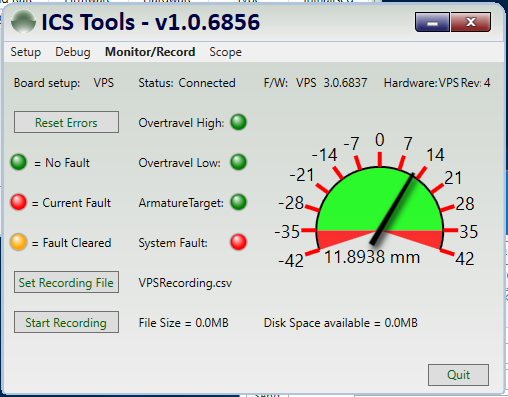 ICS Tools - v1.0.6856
Setup Debug Monitor/Record Scope
Board setup: VPS Status: Connected F/W: VPS 3.0.6837 Hardware:VPS Rev: 4
Reset Errors Overtravel High:
= No Fault Overtravel Low:
= Current Fault ArmatureTarget:
= Fault Cleared System Fault:
-42 -35 -28 -21 -14 -7 0 7 14 21 28 35 42
11.8938 mm
Set Recording File VPSRecording.csv
Start Recording File Size = 0.0MB Disk Space available = 0.0MB
Quit